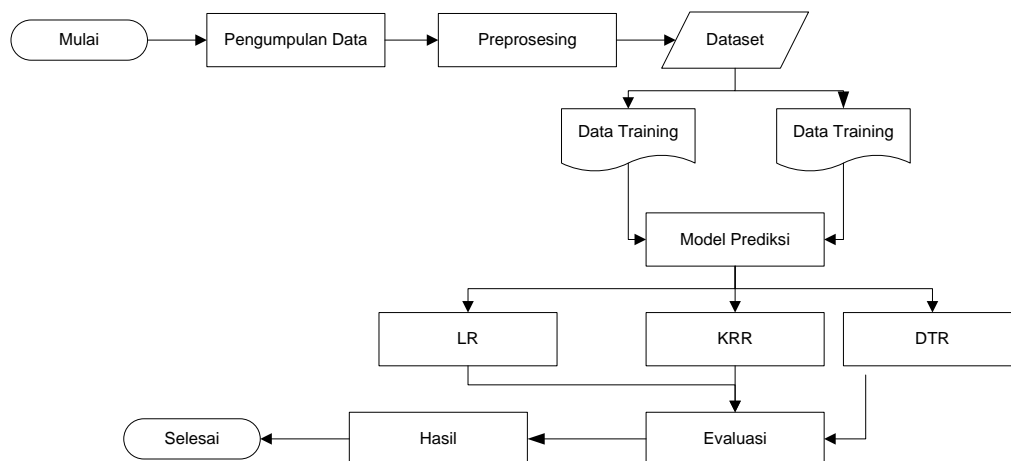 Mulai
Pengumpulan Data
Preprosesing
Dataset
Data Training
Data Training
Model Prediksi
LR
KRR
DTR
Selesai
Hasil
Evaluasi